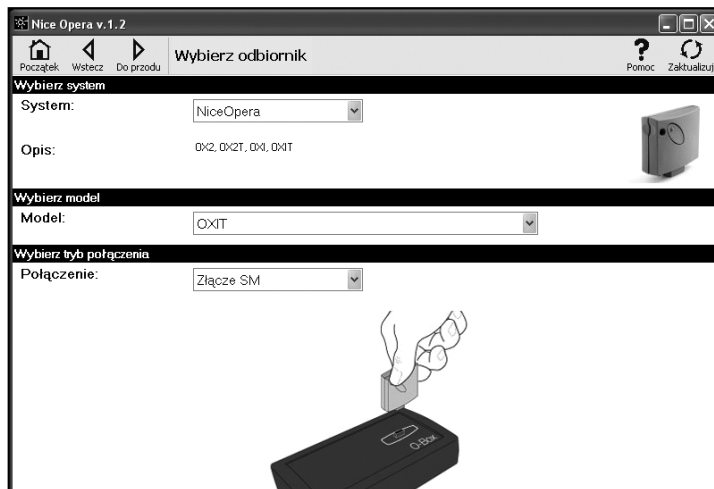 Nice Opera v.1.2
Początek Wstecz Do przodu Wybierz odbiornik Pomoc Zaktualizuj
Wybierz system
System: NiceOpera
Opis: OX2, OX2T, OXI, OXIT
Wybierz model
Model: OXIT
Wybierz tryb połączenia
Połączenie: Złącze SM
O-Box